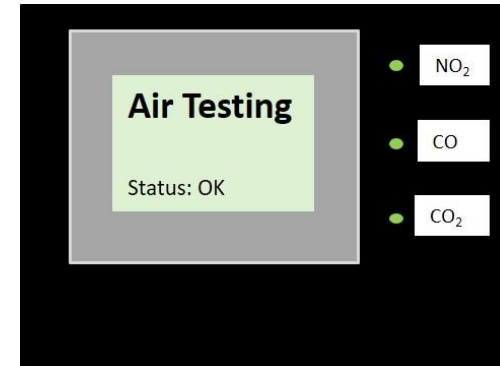 Air Testing
Status: OK
NO₂
CO
CO₂